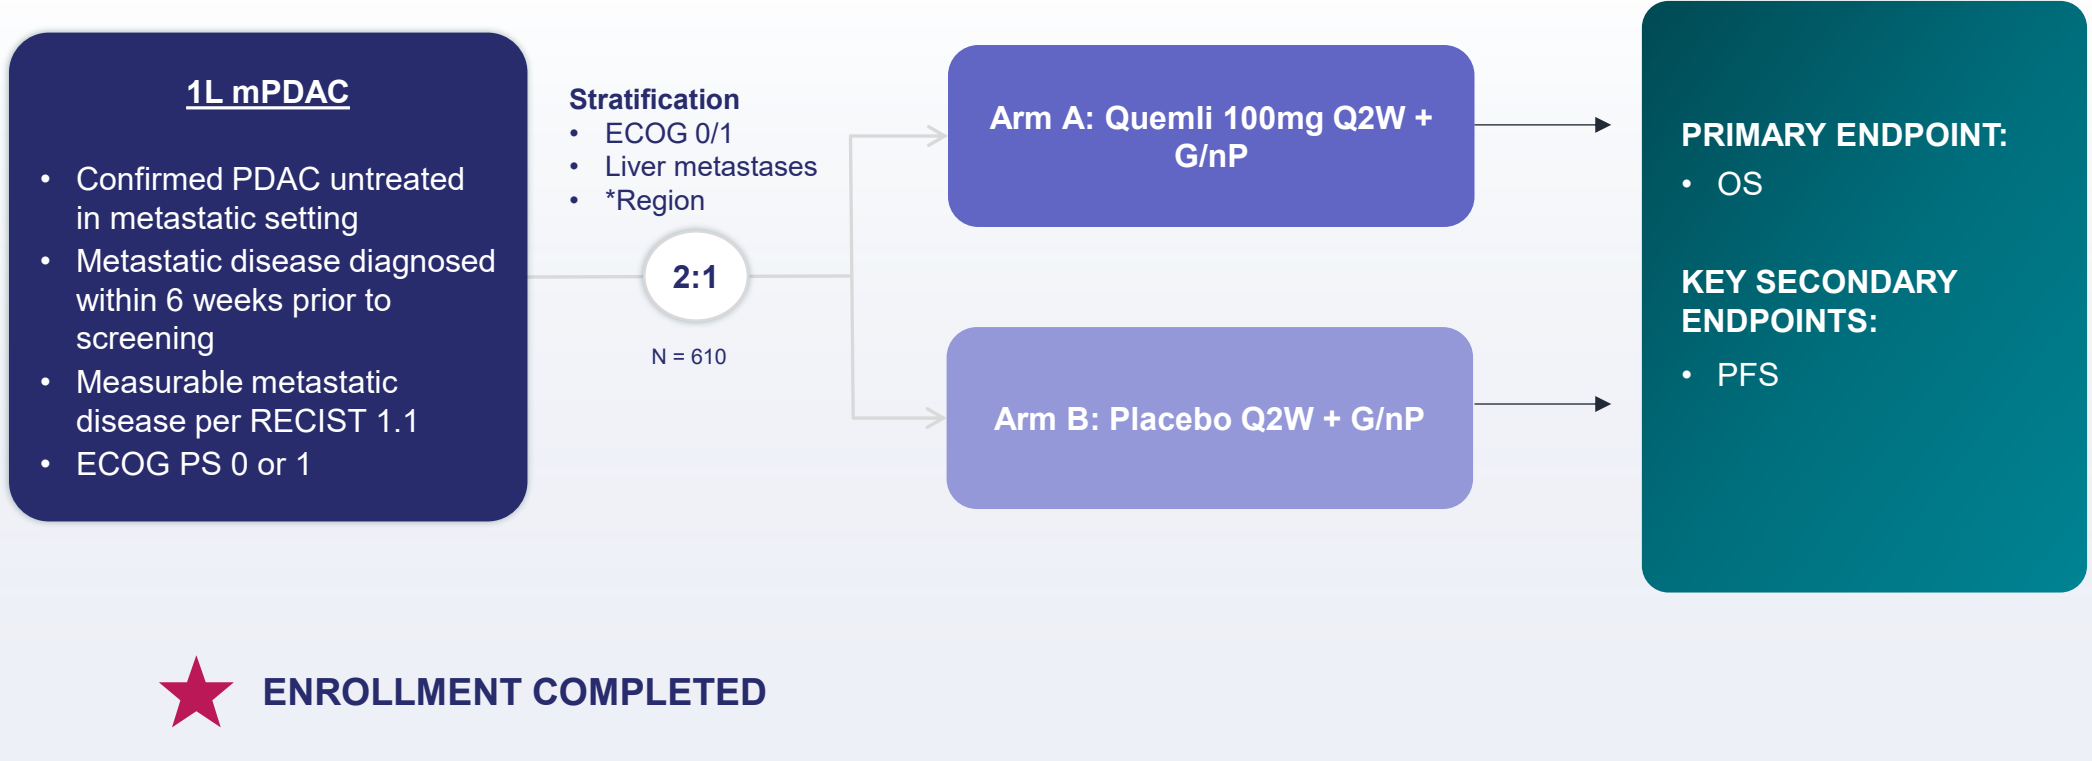 1L mPDAC
• Confirmed PDAC untreated
in metastatic setting
• Metastatic disease diagnosed
within 6 weeks prior to
screening
• Measurable metastatic
disease per RECIST 1.1
• ECOG PS 0 or 1
Stratification
• ECOG 0/1
• Liver metastases
• *Region
2:1
N = 610
Arm A: Quemli 100mg Q2W +
G/nP
Arm B: Placebo Q2W + G/nP
PRIMARY ENDPOINT:
• OS
KEY SECONDARY
ENDPOINTS:
• PFS
ENROLLMENT COMPLETED